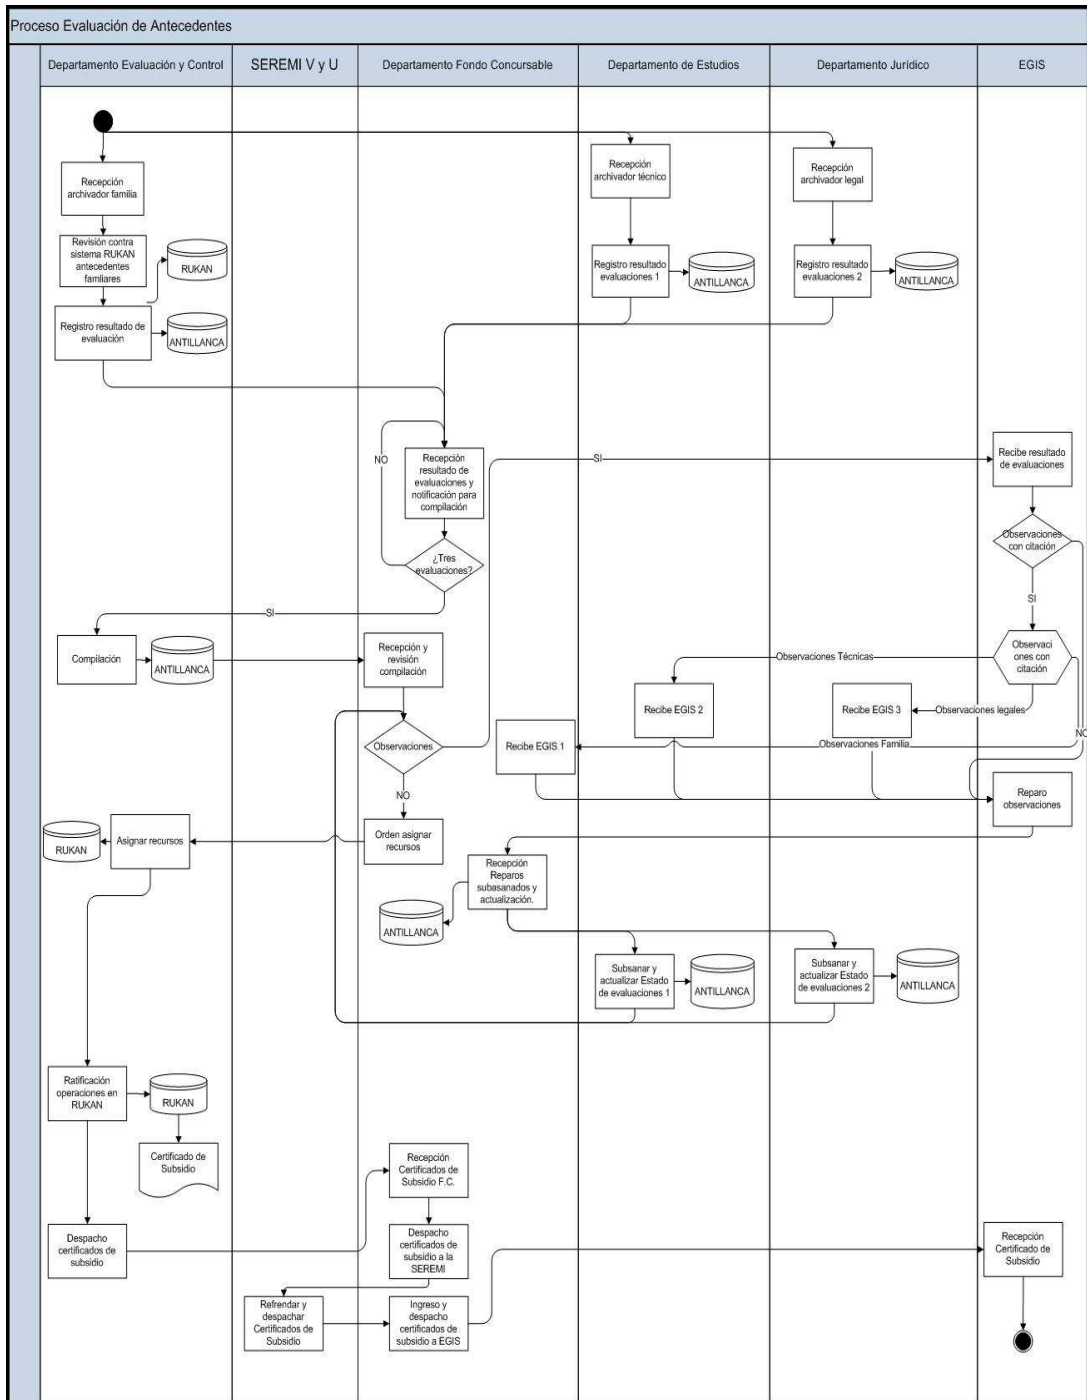 Proceso Evaluación de Antecedentes
Departamento Evaluación y Control
SEREMI V y U
Departamento Fondo Concursable
Departamento de Estudios
Departamento Jurídico
EGIS
Recepción
archivador familia
Recepción
archivador técnico
Recepción
archivador legal
Revisión contra
sistema RUKAN
antecedentes
familiares
RUKAN
Registro resultado
evaluaciones 1
ANTILLANCA
Registro resultado
evaluaciones 2
ANTILLANCA
Registro resultado de
evaluación
ANTILLANCA
NO
Recepción
resultado de
evaluaciones y
notificación para
compilación
SI
Recibe resultado
de evaluaciones
Observaciones
con citación
¿Tres
evaluaciones?
SI
SI
Compilación
ANTILLANCA
Recepción y
revisión
compilación
Observaciones Técnicas
Observaci
ones con
citación
Recibe EGIS 2
Recibe EGIS 3
Observaciones legales
Observaciones
Recibe EGIS 1
Observaciones Familia
NO
NO
Reparo
observaciones
RUKAN
Asignar recursos
Orden asignar
recursos
Recepción
Reparos
subasanados y
actualización.
ANTILLANCA
Subsanar y
actualizar Estado
de evaluaciones 1
ANTILLANCA
Subsanar y
actualizar Estado
de evaluaciones 2
ANTILLANCA
Ratificación
operaciones en
RUKAN
RUKAN
Certificado de
Subsidio
Recepción
Certificados de
Subsidio F.C.
Despacho
certificados de
subsidio
Despacho
certificados de
subsidio a la
SEREMI
Recepción
Certificado de
Subsidio
Refrendar y
despachar
Certificados de
Subsidio
Ingreso y
despacho
certificados de
subsidio a EGIS